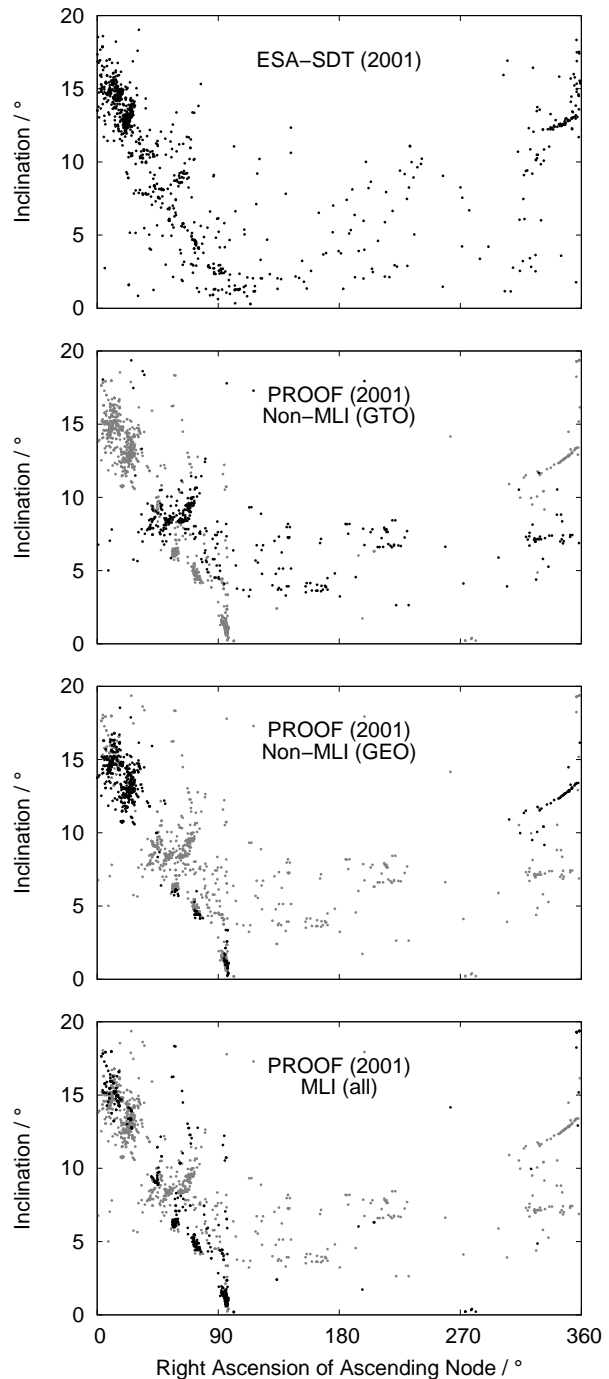 20
15
10
5
0
Inclination / °
ESA−SDT (2001)
20
15
10
5
0
Inclination / °
PROOF (2001)
Non−MLI (GTO)
20
15
10
5
0
Inclination / °
PROOF (2001)
Non−MLI (GEO)
20
15
10
5
0
Inclination / °
PROOF (2001)
MLI (all)
0 90 180 270 360
Right Ascension of Ascending Node / °